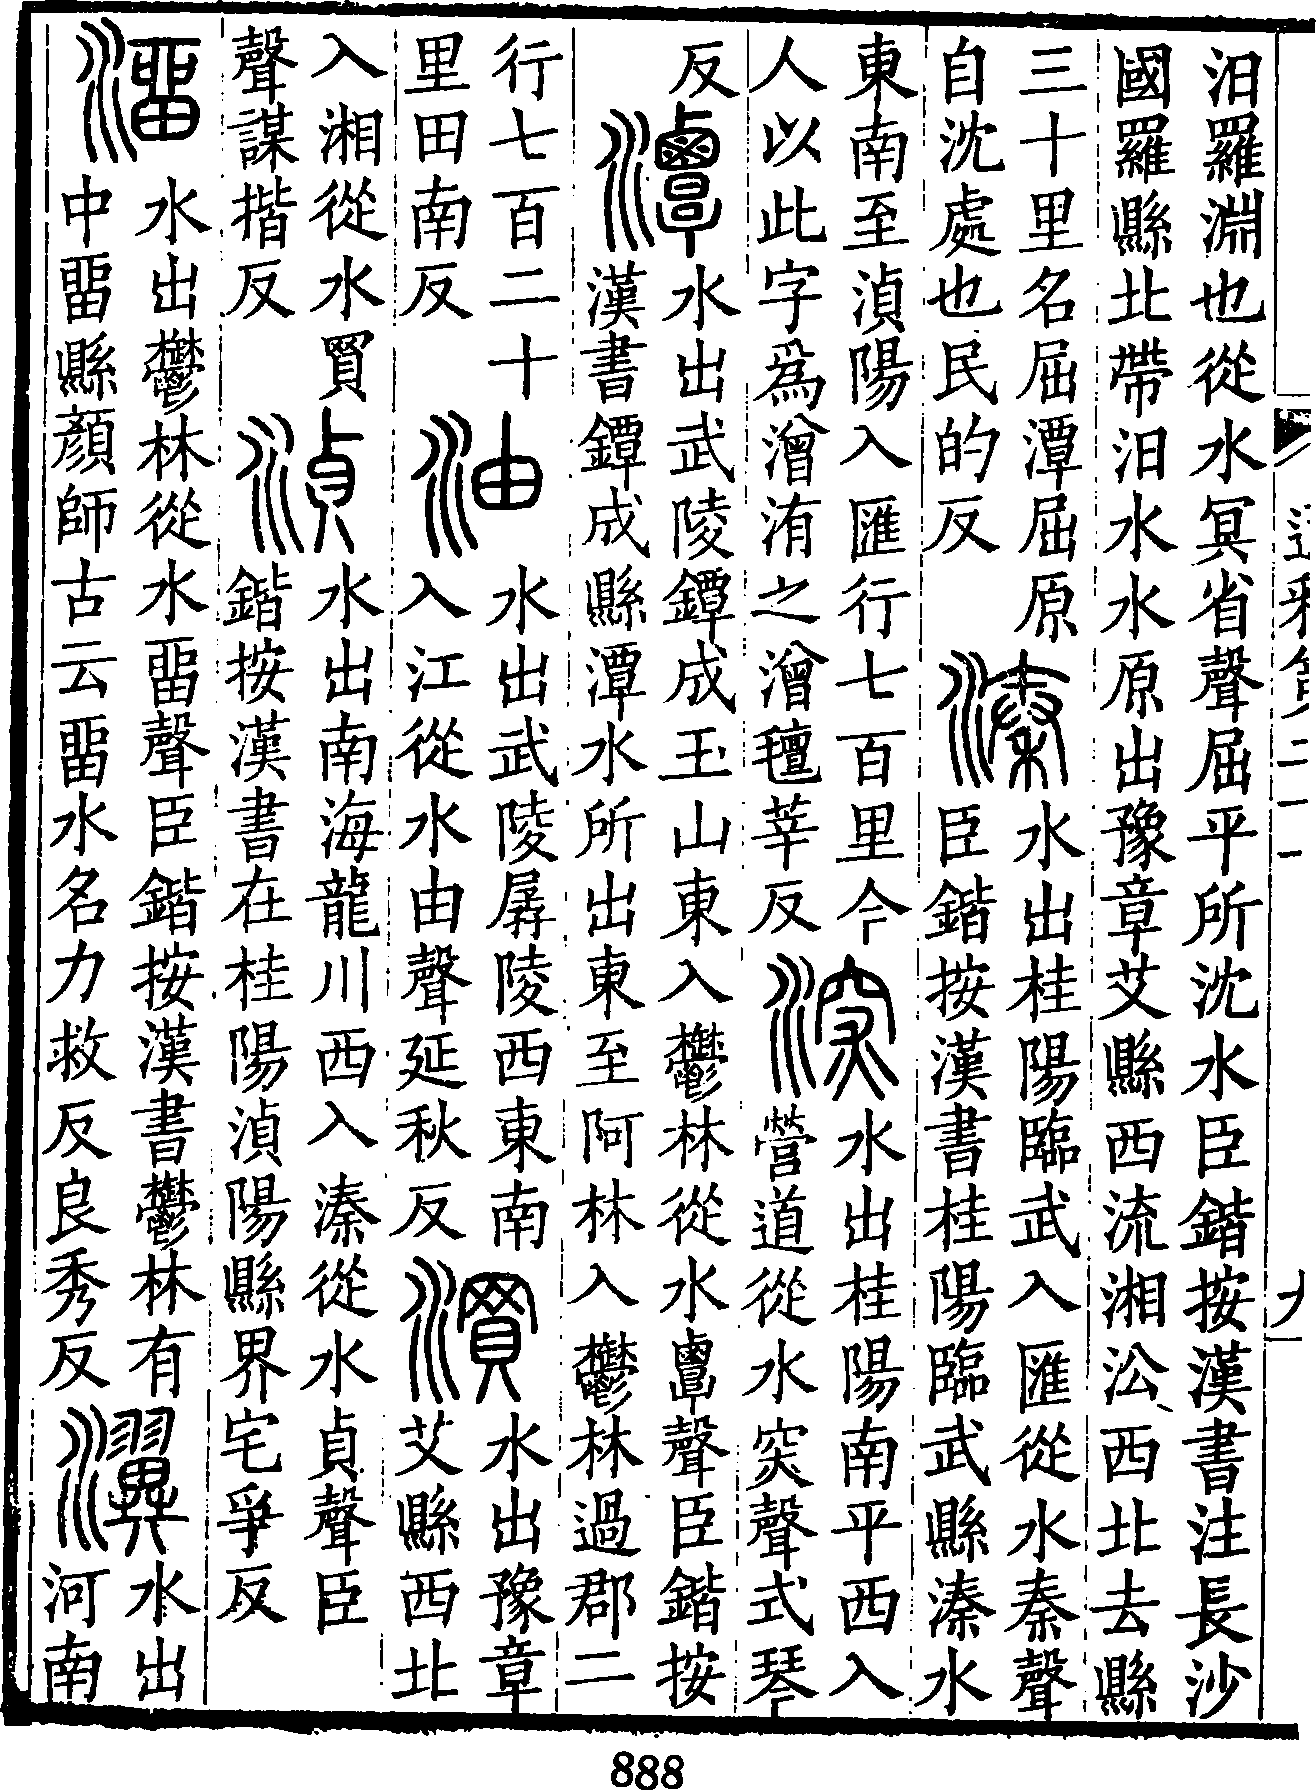 汨羅淵也從水冥省聲屈平所沈水臣鍇按漢書注長沙
國羅縣北帶汨水水原出豫章艾縣西流湘㳂西北去縣
三十里名屈潭屈原
自沈處也民的反
溱
水出桂陽臨武入匯從水秦聲
臣鍇按漢書桂陽臨武縣溱水
東南至湞陽入匯行七百里今
人以此字爲潧洧之潧氊莘反
深
水出桂陽南平西入
營道從水罙聲式琴
反
潭
水出武陵鐔成玉山東入鬱林從水𪉷聲臣鍇按
漢書鐔成縣潭水所出東至阿林入鬱林過郡二
行七百二十
里田南反
油
水出武陵孱陵西東南
入江從水由聲延秋反
㵋
水出豫章
艾縣西北
入湘從水買
聲謀揩反
湞
水出南海龍川西入溱從水貞聲臣
鍇按漢書在桂陽湞陽縣界宅爭反
溜
水出鬱林從水畱聲臣鍇按漢書鬱林有
中畱縣顏師古云畱水名力救反良秀反
瀷
水出
河南
888